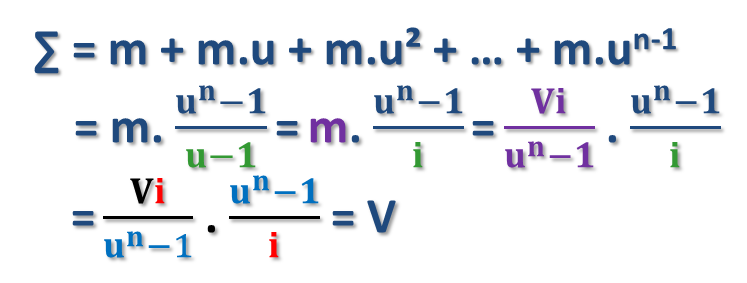 ∑ = m + m.u + m.u² + … + m.uⁿ⁻¹
= m. (uⁿ−1)/(u−1) = m. (uⁿ−1)/i = Vi/(uⁿ−1) . (uⁿ−1)/i
= Vi/(uⁿ−1) . (uⁿ−1)/i = V